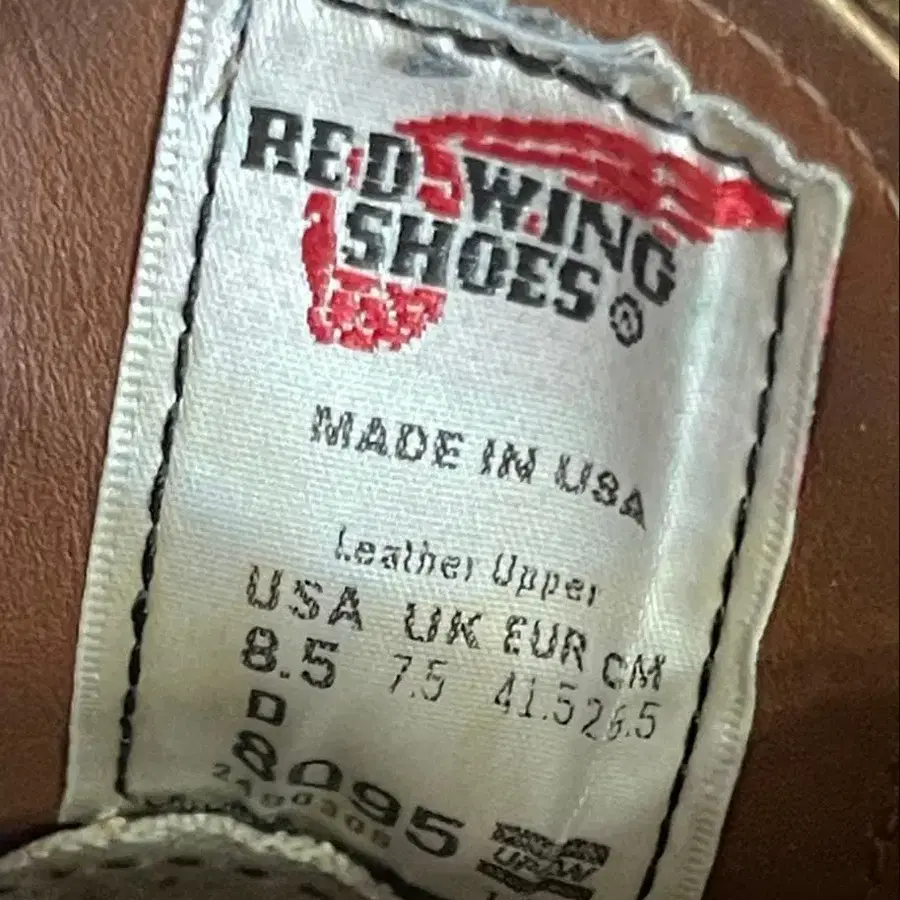 RED WING
SHOES®
MADE IN USA
Leather Upper
USA UK EUR CM
8.5 7.5 41.5 26.5
D
8095